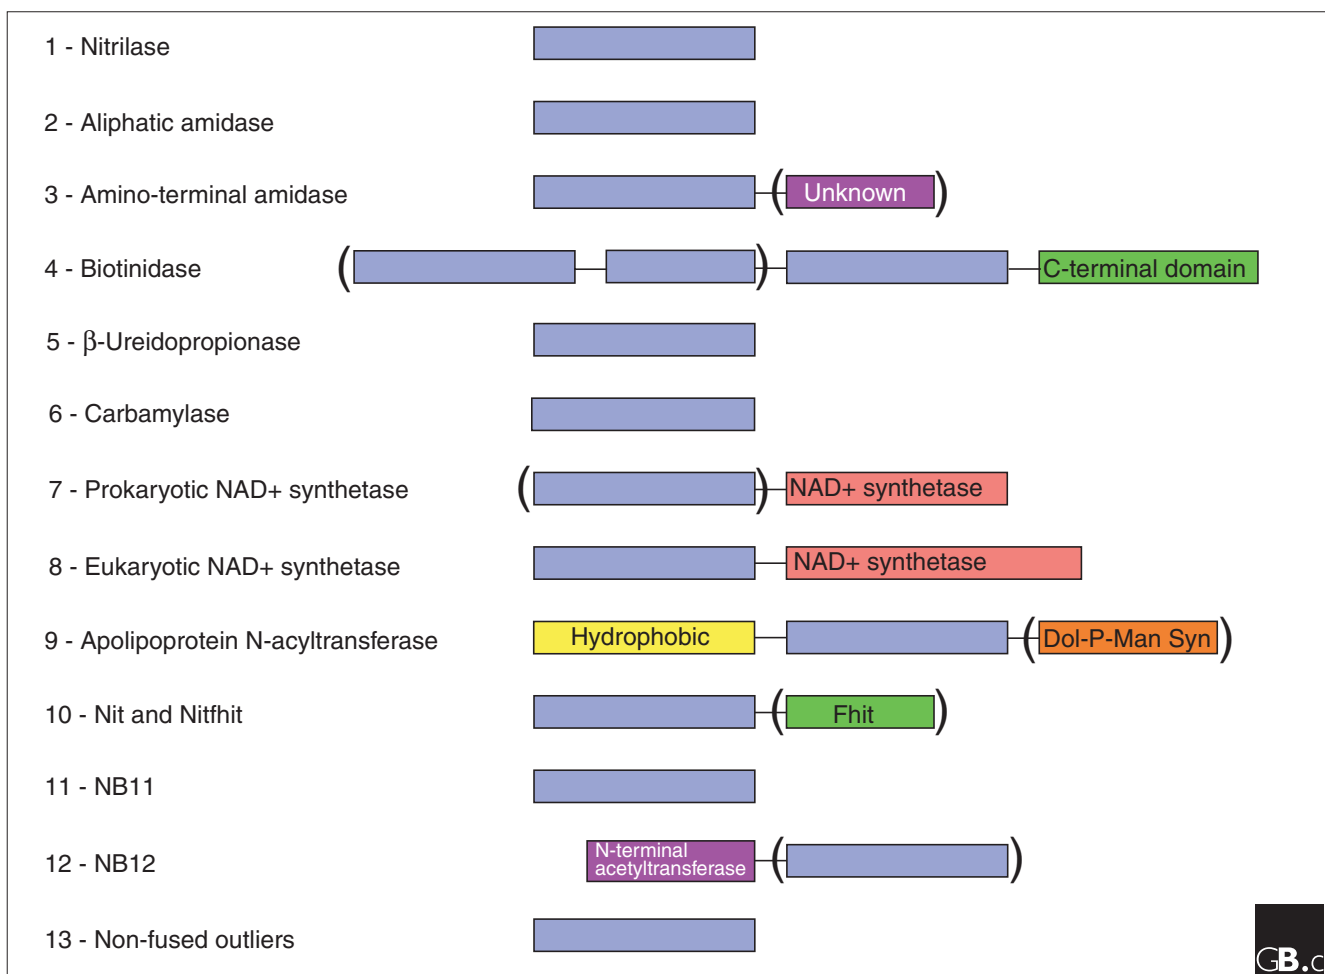 1 - Nitrilase
2 - Aliphatic amidase
3 - Amino-terminal amidase
( Unknown )
4 - Biotinidase
( ) C-terminal domain
5 - β-Ureidopropionase
6 - Carbamylase
7 - Prokaryotic NAD+ synthetase
( ) NAD+ synthetase
8 - Eukaryotic NAD+ synthetase
NAD+ synthetase
9 - Apolipoprotein N-acyltransferase
Hydrophobic
( Dol-P-Man Syn )
10 - Nit and Nitfhit
( Fhit )
11 - NB11
12 - NB12
N-terminal
acetyltransferase
( )
13 - Non-fused outliers
GB.c